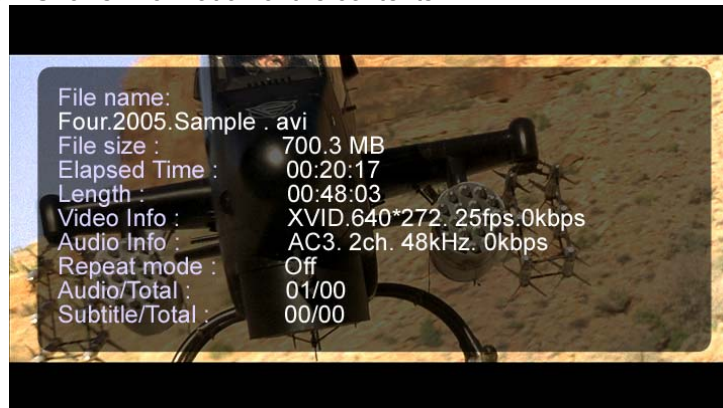 File name:
Four.2005.Sample . avi
File size : 700.3 MB
Elapsed Time : 00:20:17
Length : 00:48:03
Video Info : XVID.640*272. 25fps.0kbps
Audio Info : AC3. 2ch. 48kHz. 0kbps
Repeat mode : Off
Audio/Total : 01/00
Subtitle/Total : 00/00